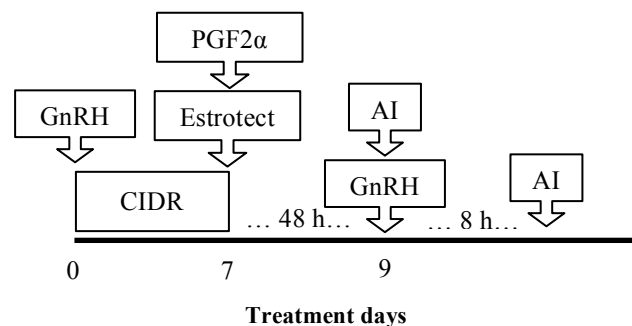 PGF2α
GnRH
Estrotect
AI
CIDR
GnRH
AI
… 48 h…
… 8 h…
0
7
9
Treatment days